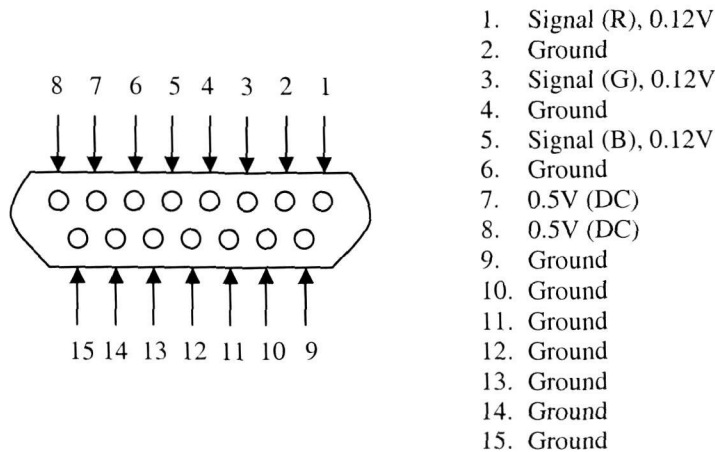 8 7 6 5 4 3 2 1
15 14 13 12 11 10 9
1. Signal (R), 0.12V
2. Ground
3. Signal (G), 0.12V
4. Ground
5. Signal (B), 0.12V
6. Ground
7. 0.5V (DC)
8. 0.5V (DC)
9. Ground
10. Ground
11. Ground
12. Ground
13. Ground
14. Ground
15. Ground